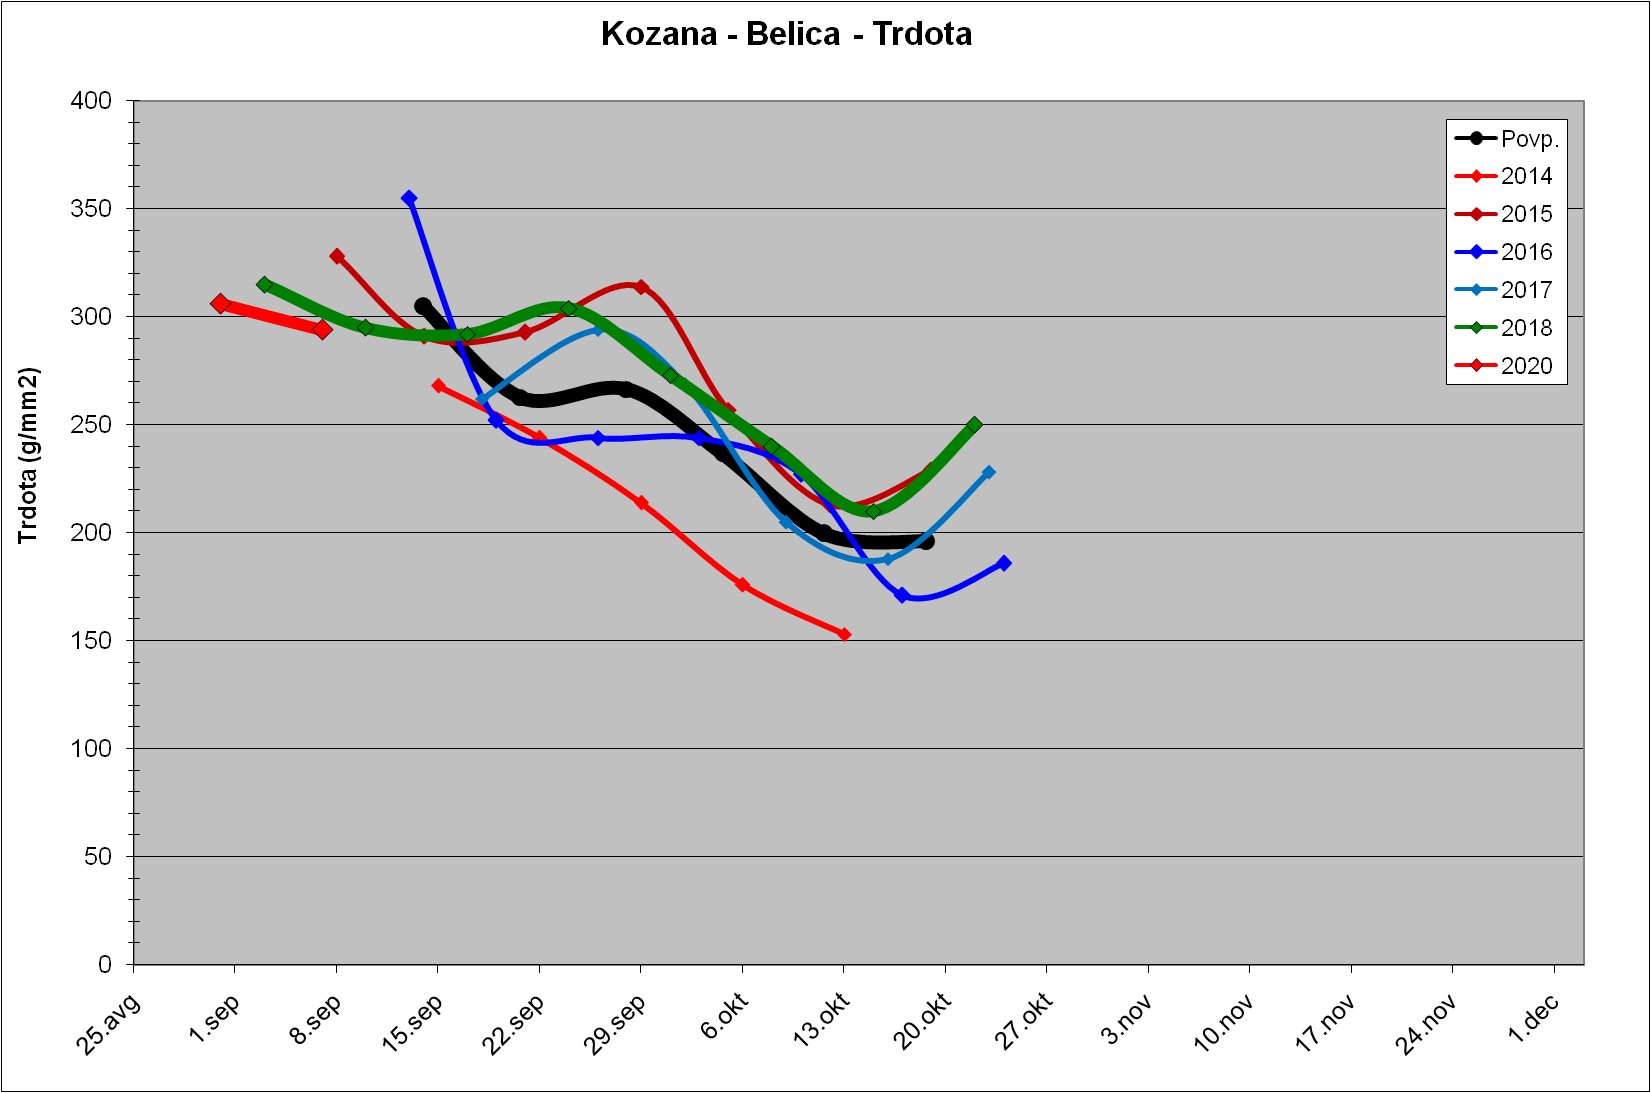 Kozana - Belica - Trdota
Trdota (g/mm2)
400
350
300
250
200
150
100
50
0
25.avg
1.sep
8.sep
15.sep
22.sep
29.sep
6.okt
13.okt
20.okt
27.okt
3.nov
10.nov
17.nov
24.nov
1.dec
Povp.
2014
2015
2016
2017
2018
2020